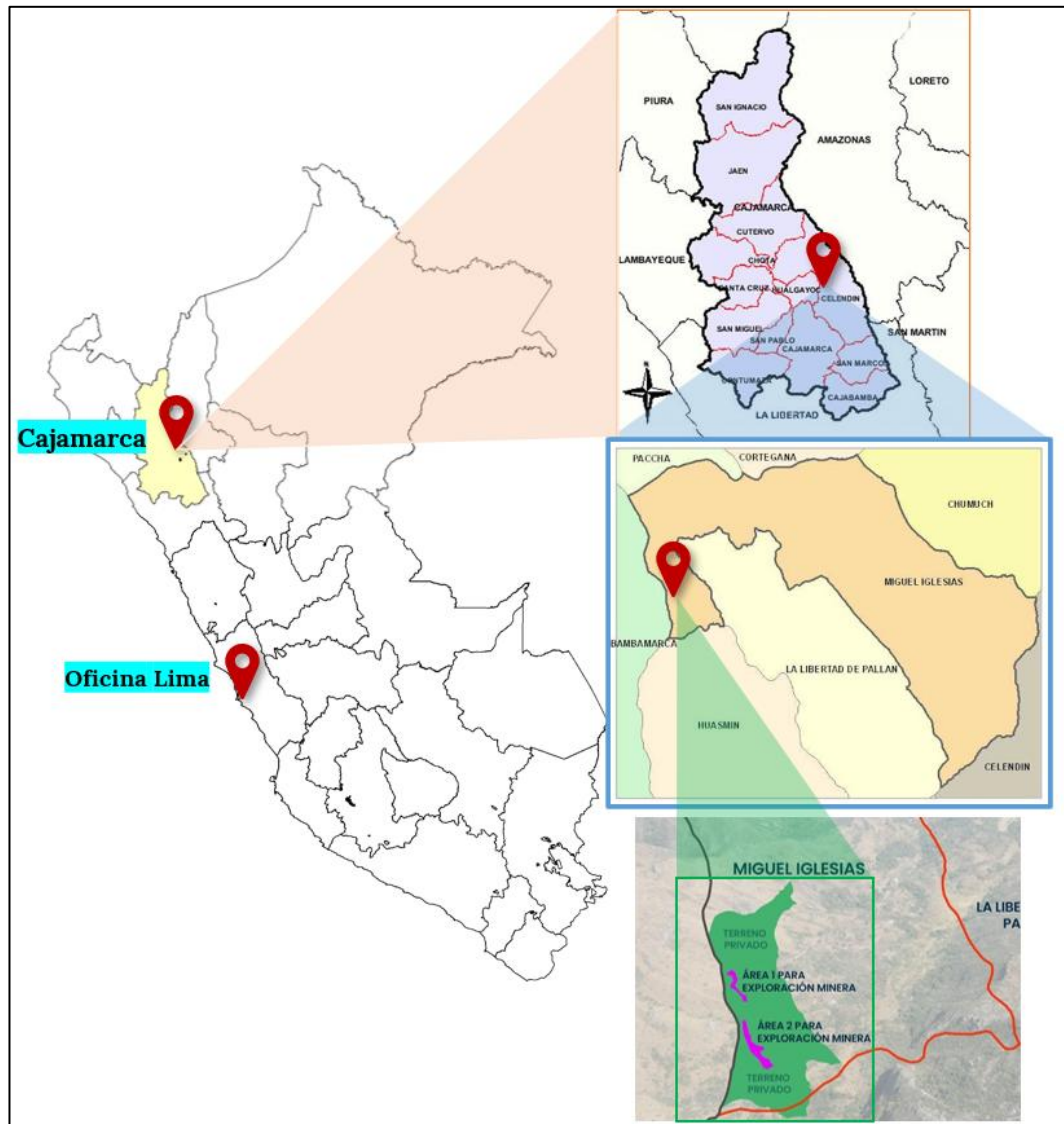 Cajamarca
Oficina Lima
PIURA
LORETO
SAN IGNACIO
AMAZONAS
JAEN
CAJAMARCA
CUTERVO
LAMBAYEQUE
CHOTA
SANTA CRUZ
HUALGAYOC
CELENDIN
SAN MIGUEL
SAN PABLO
CAJAMARCA
SAN MARTIN
SAN MARCOS
CONTUMAZA
CAJABAMBA
LA LIBERTAD
PACCHA
CORTEGANA
CHUMUCH
MIGUEL IGLESIAS
BAMBAMARCA
LA LIBERTAD DE PALLAN
HUASMIN
CELENDIN
MIGUEL IGLESIAS
LA LIBE
PA
TERRENO
PRIVADO
ÁREA 1 PARA
EXPLORACIÓN MINERA
ÁREA 2 PARA
EXPLORACIÓN MINERA
TERRENO
PRIVADO